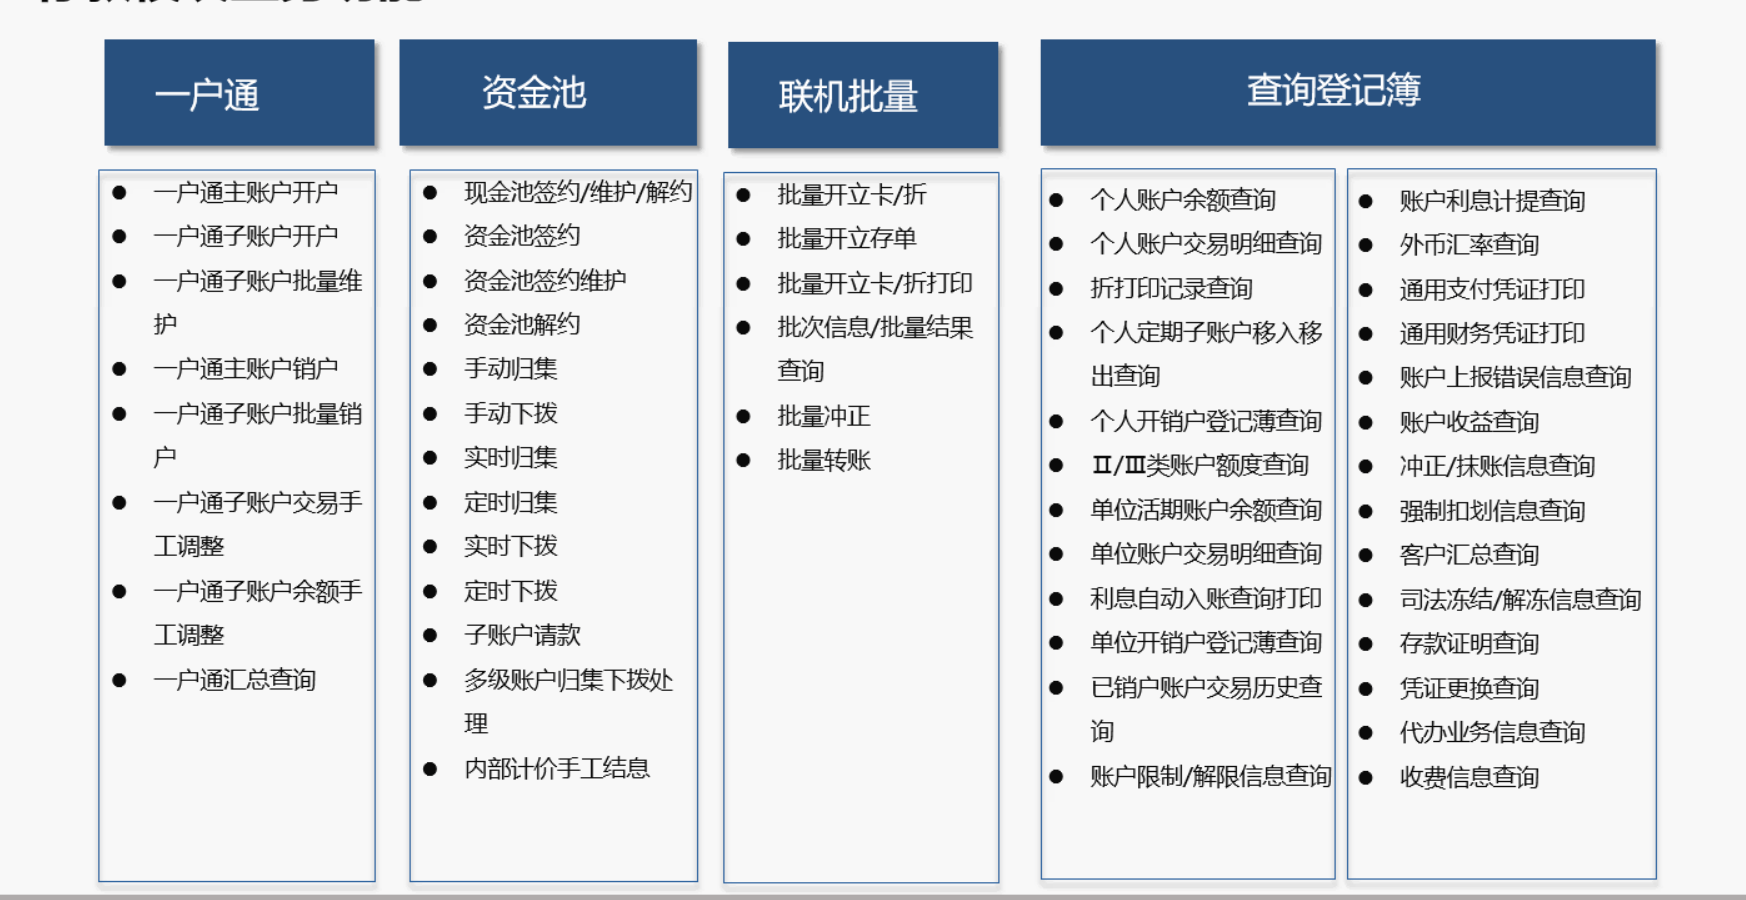 一户通
一户通主账户开户
一户通子账户开户
一户通子账户批量维
护
一户通主账户销户
一户通子账户批量销
户
一户通子账户交易手
工调整
一户通子账户余额手
工调整
一户通汇总查询
资金池
现金池签约/维护/解约
资金池签约
资金池签约维护
资金池解约
手动归集
手动下拨
实时归集
定时归集
实时下拨
定时下拨
子账户请款
多级账户归集下拨处
理
内部计价手工结息
联机批量
批量开立卡/折
批量开立存单
批量开立卡/折打印
批次信息/批量结果
查询
批量冲正
批量转账
查询登记簿
个人账户余额查询
个人账户交易明细查询
折打印记录查询
个人定期子账户移入移
出查询
个人开销户登记薄查询
Ⅱ/Ⅲ类账户额度查询
单位活期账户余额查询
单位账户交易明细查询
利息自动入账查询打印
单位开销户登记薄查询
已销户账户交易历史查
询
账户限制/解限信息查询
账户利息计提查询
外币汇率查询
通用支付凭证打印
通用财务凭证打印
账户上报错误信息查询
账户收益查询
冲正/抹账信息查询
强制扣划信息查询
客户汇总查询
司法冻结/解冻信息查询
存款证明查询
凭证更换查询
代办业务信息查询
收费信息查询